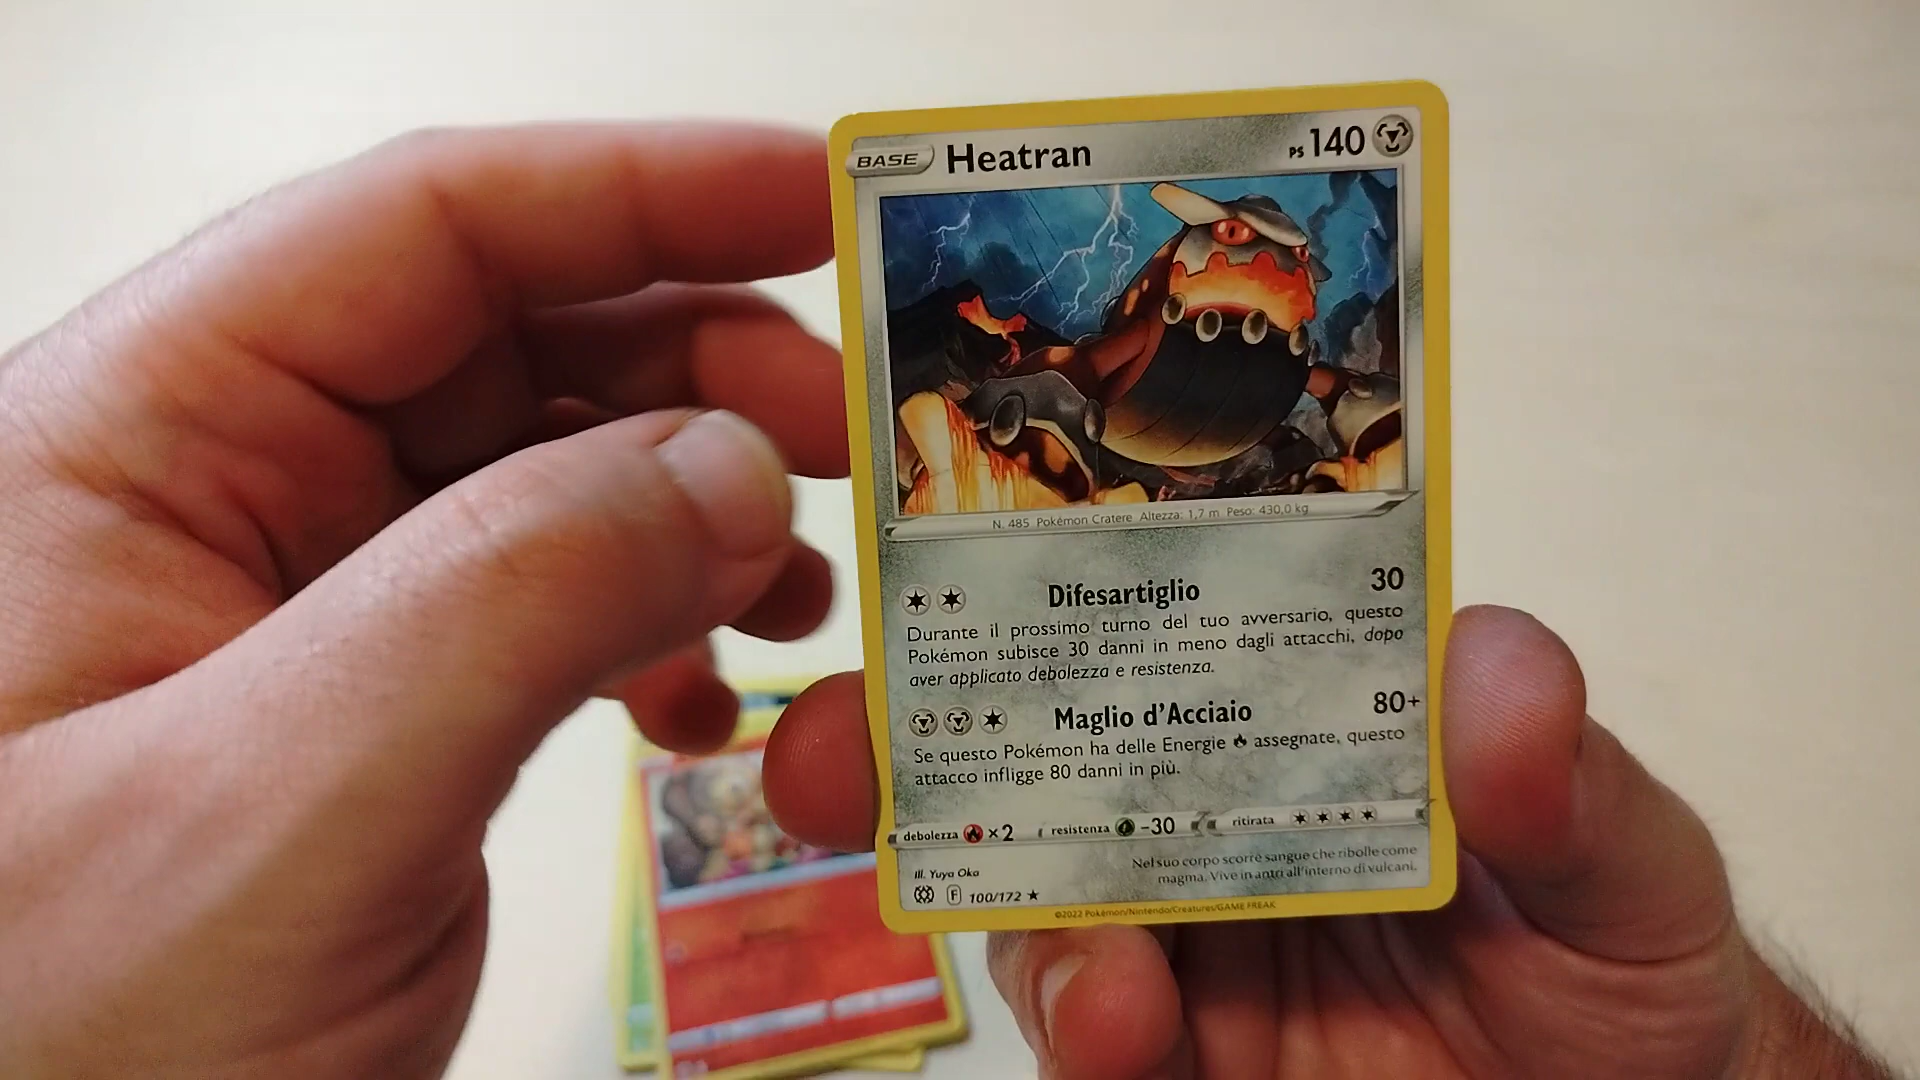 BASE Heatran PS 140
N. 485 Pokémon Cratere Altezza: 1,7 m Peso: 430,0 kg
Difesartiglio 30
Durante il prossimo turno del tuo avversario, questo
Pokémon subisce 30 danni in meno dagli attacchi, dopo
aver applicato debolezza e resistenza.
Maglio d'Acciaio 80+
Se questo Pokémon ha delle Energie assegnate, questo
attacco infligge 80 danni in più.
debolezza ×2 resistenza -30 ritirata
Nel suo corpo scorre sangue che ribolle come
magma. Vive in antri all'interno di vulcani.
Ill. Yuya Oka
F 100/172
©2022 Pokémon/Nintendo/Creatures/GAME FREAK